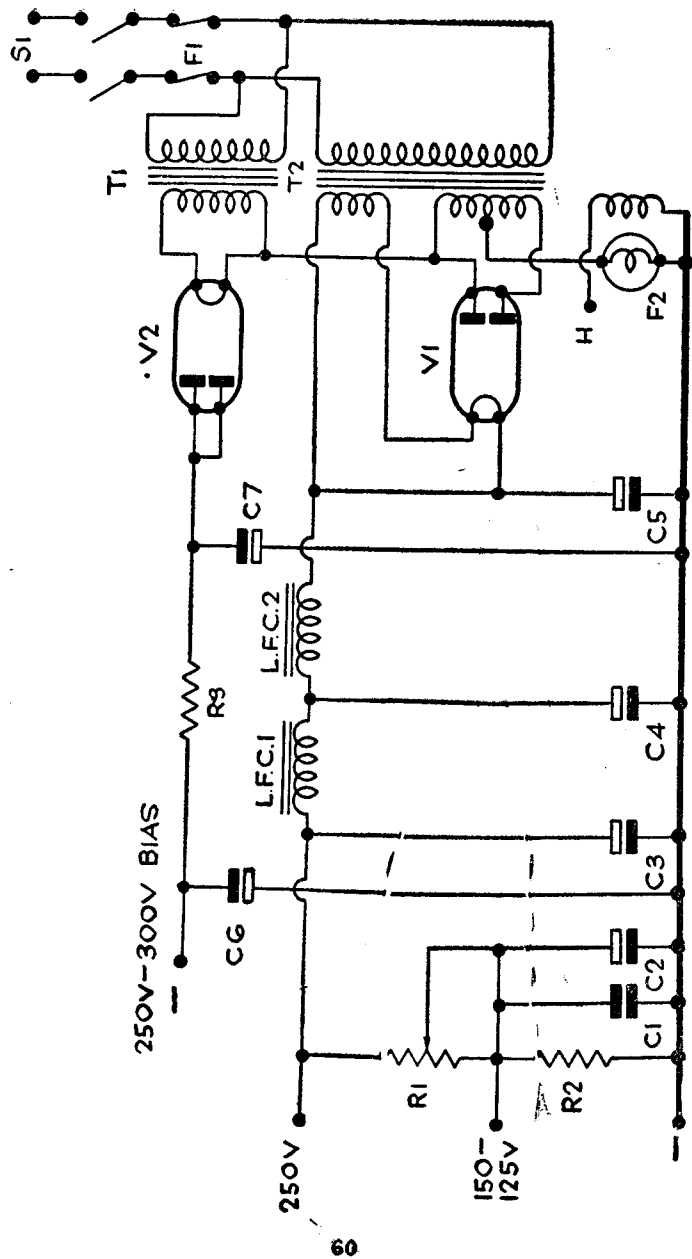 250V-300V BIAS
—
C6
R3
C7
V2
T1
S1
F1
250V
L.F.C.1
L.F.C.2
T2
R1
V1
150-
125V
R2
C1
C2
C3
C4
C5
H
F2
—
60